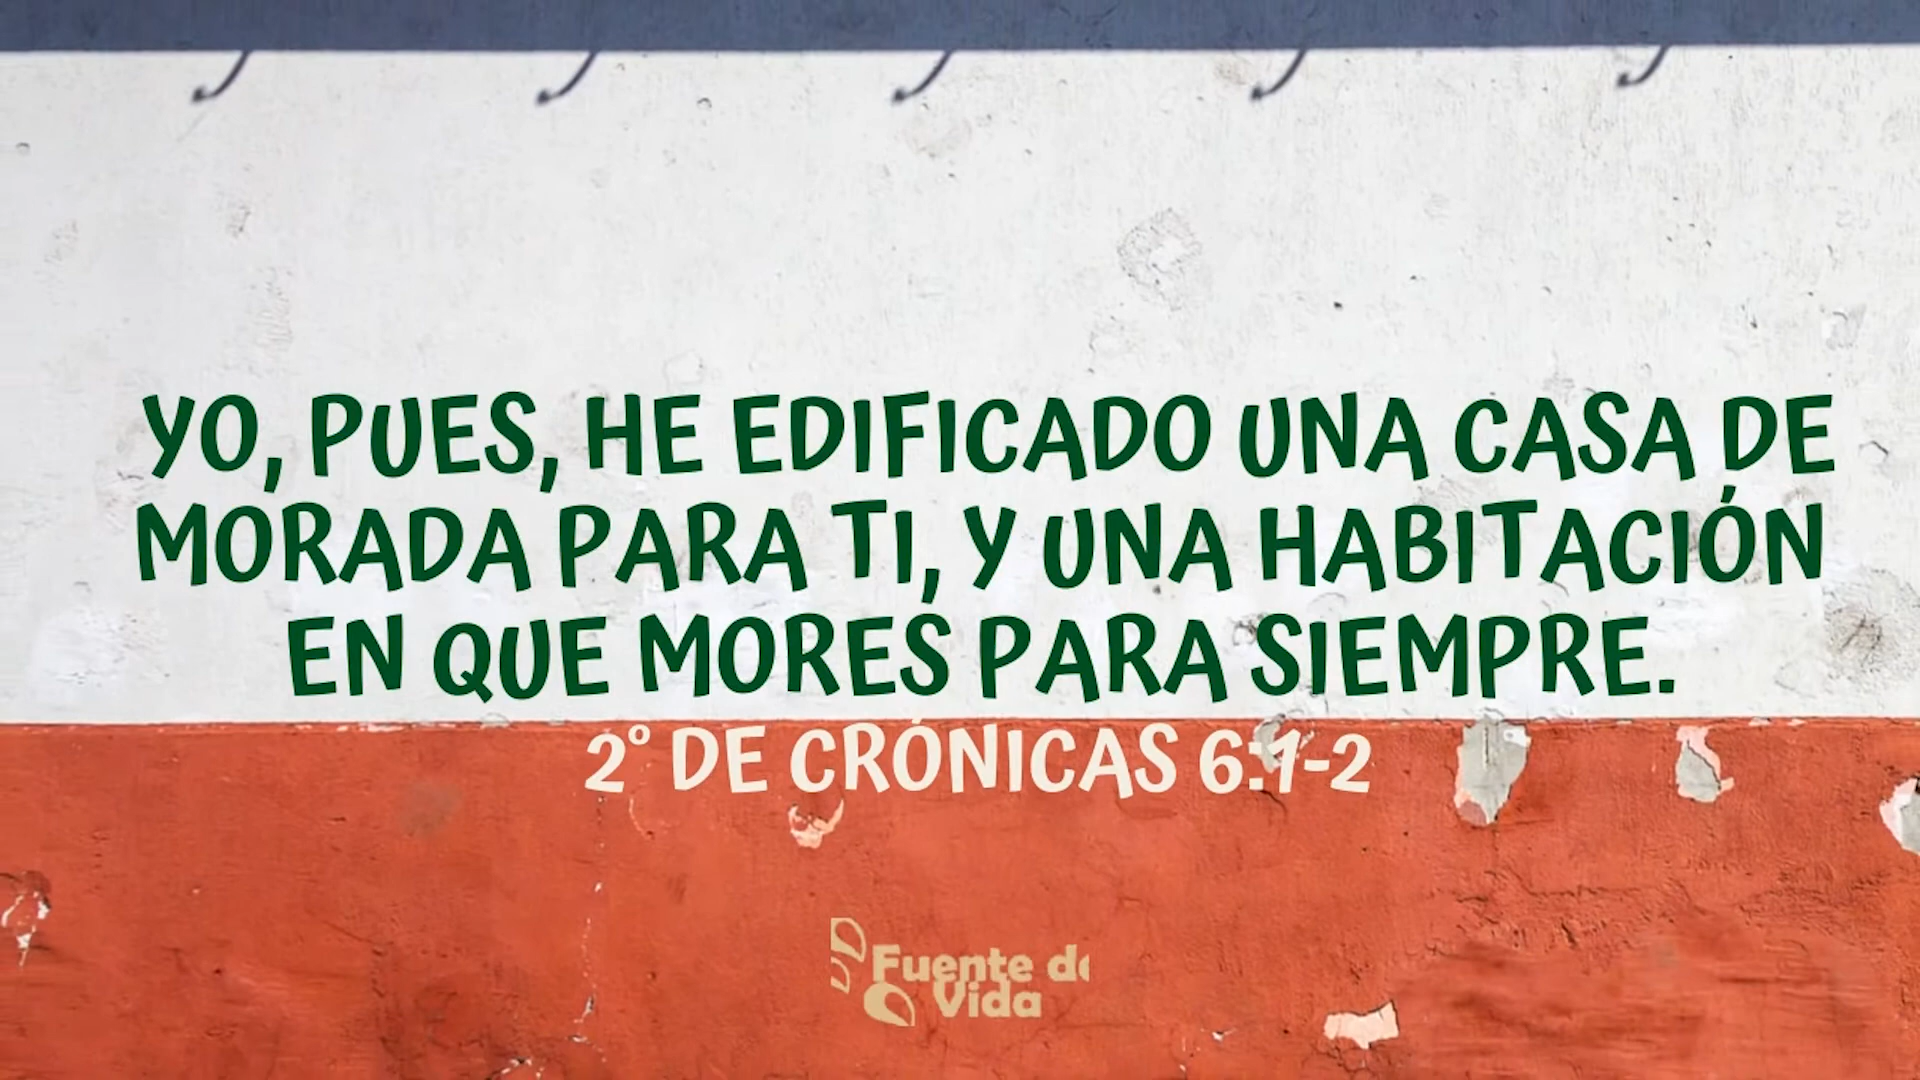 YO, PUES, HE EDIFICADO UNA CASA DE
MORADA PARA TI, Y UNA HABITACIÓN
EN QUE MORES PARA SIEMPRE.
2º DE CRÓNICAS 6:1-2
Fuente de
Vida